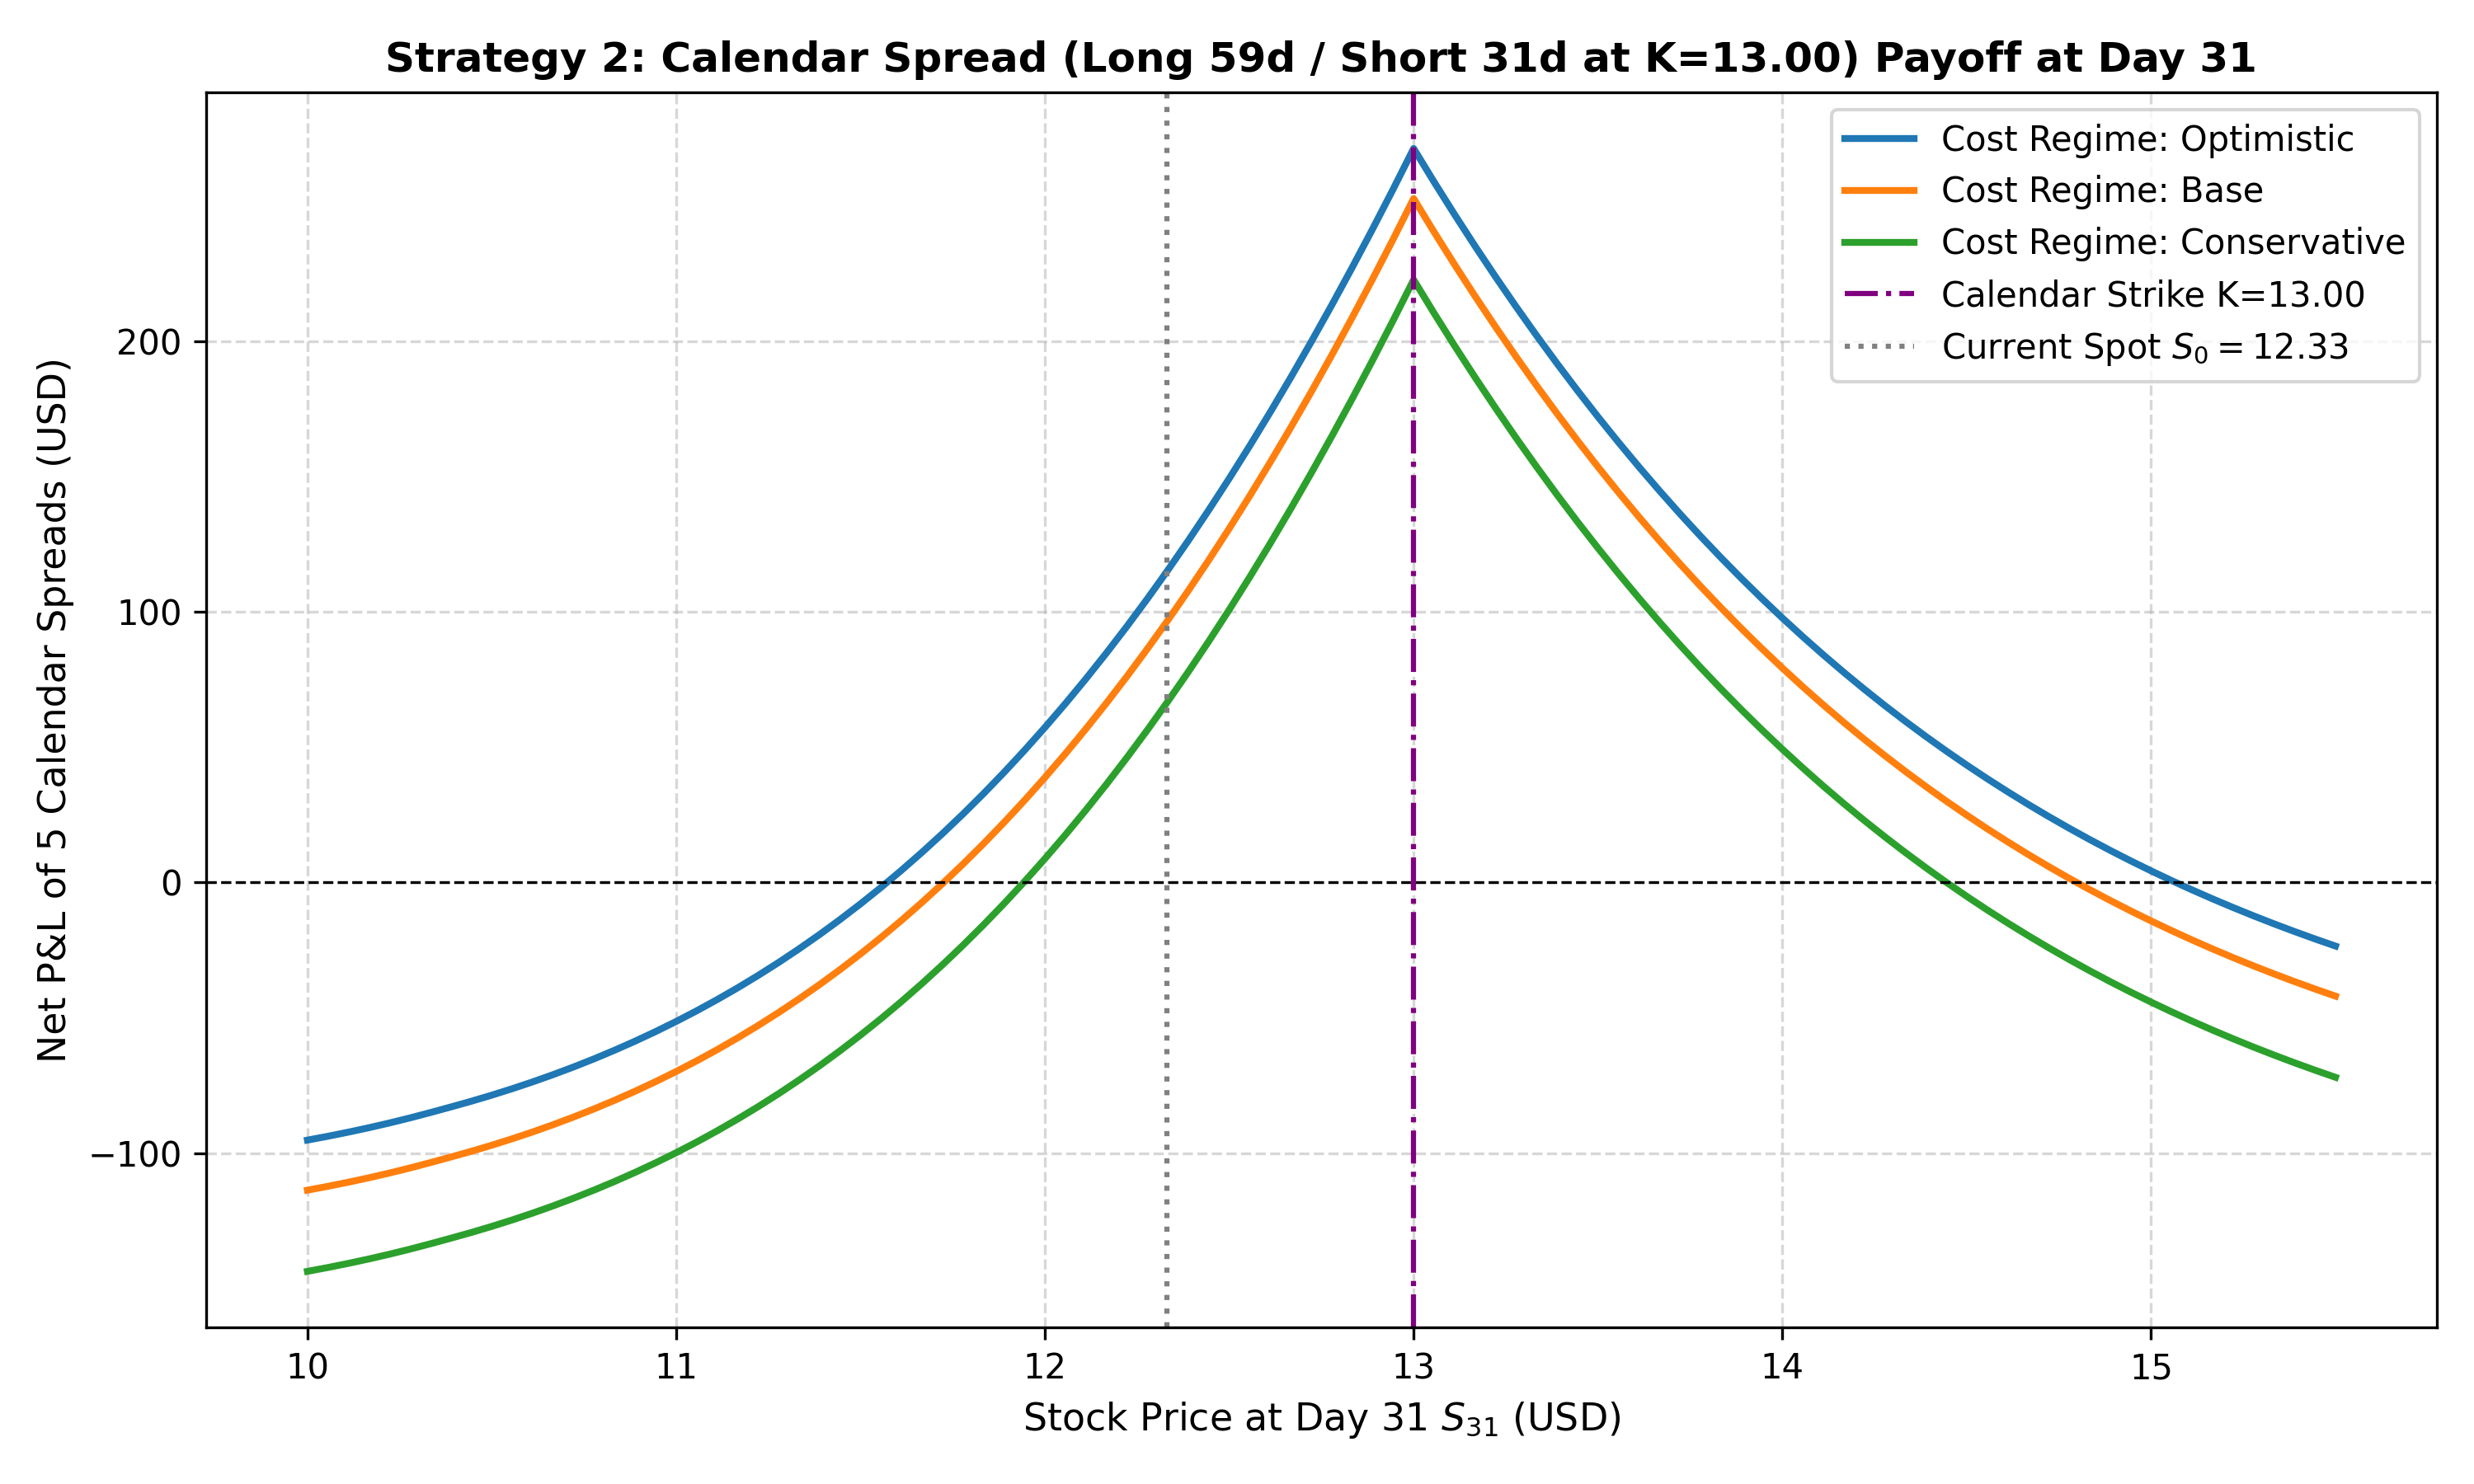 Strategy 2: Calendar Spread (Long 59d / Short 31d at K=13.00) Payoff at Day 31
Cost Regime: Optimistic
Cost Regime: Base
Cost Regime: Conservative
Calendar Strike K=13.00
Current Spot S₀ = 12.33
Net P&L of 5 Calendar Spreads (USD)
200
100
0
−100
10 11 12 13 14 15
Stock Price at Day 31 S₃₁ (USD)